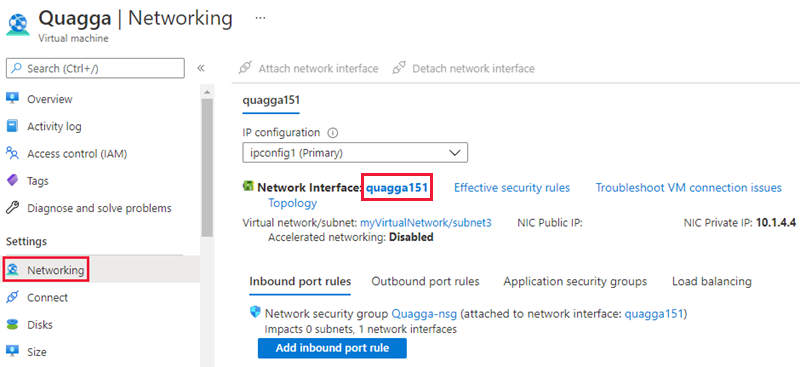 Quagga | Networking ...
Virtual machine
Search (Ctrl+/) «
Overview
Activity log
Access control (IAM)
Tags
Diagnose and solve problems
Settings
Networking
Connect
Disks
Size
Attach network interface Detach network interface
quagga151
IP configuration
ipconfig1 (Primary)
Network Interface: quagga151 Effective security rules Troubleshoot VM connection issues
Topology
Virtual network/subnet: myVirtualNetwork/subnet3 NIC Public IP: NIC Private IP: 10.1.4.4
Accelerated networking: Disabled
Inbound port rules Outbound port rules Application security groups Load balancing
Network security group Quagga-nsg (attached to network interface: quagga151)
Impacts 0 subnets, 1 network interfaces
Add inbound port rule